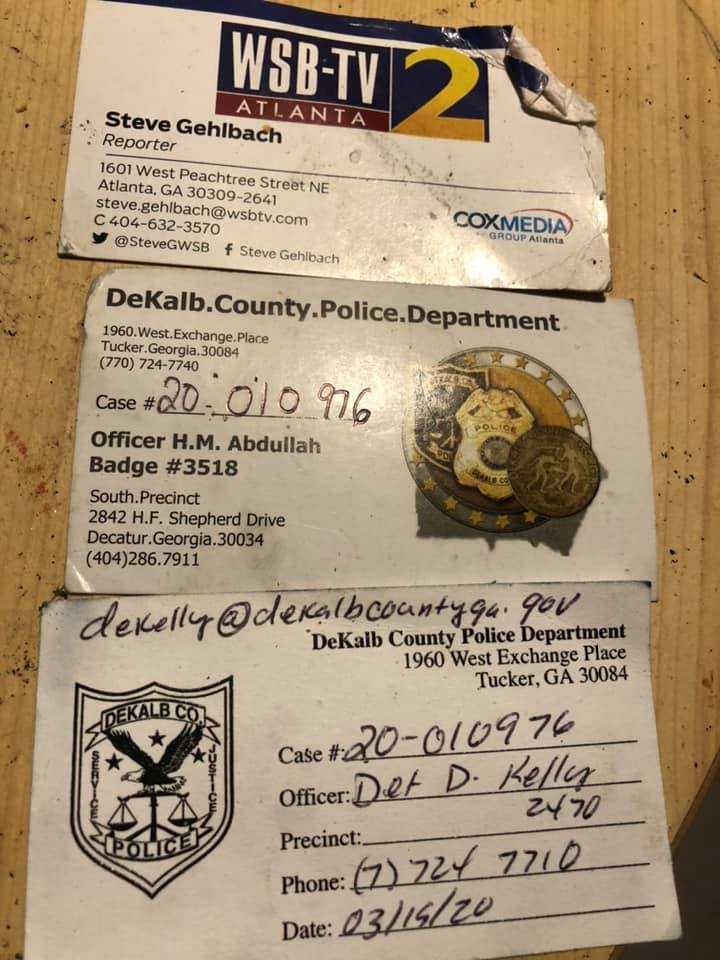 WSB-TV 2
ATLANTA
Steve Gehlbach
Reporter
1601 West Peachtree Street NE
Atlanta, GA 30309-2641
steve.gehlbach@wsbtv.com
C 404-632-3570
@SteveGWSB f Steve Gehlbach
COXMEDIA
GROUP Atlanta
DeKalb.County.Police.Department
1960.West.Exchange.Place
Tucker.Georgia.30084
(770) 724-7740
Case #20-010976
Officer H.M. Abdullah
Badge #3518
South.Precinct
2842 H.F. Shepherd Drive
Decatur.Georgia.30034
(404)286.7911
POLICE
dekelly@dekalbcountyga.gov
DeKalb County Police Department
1960 West Exchange Place
Tucker, GA 30084
DEKALB CO.
SERVICE
JUSTICE
POLICE
Case #:20-010976
Officer: Det D. Kelly
2470
Precinct:
Phone: (7) 724 7710
Date: 03/19/20